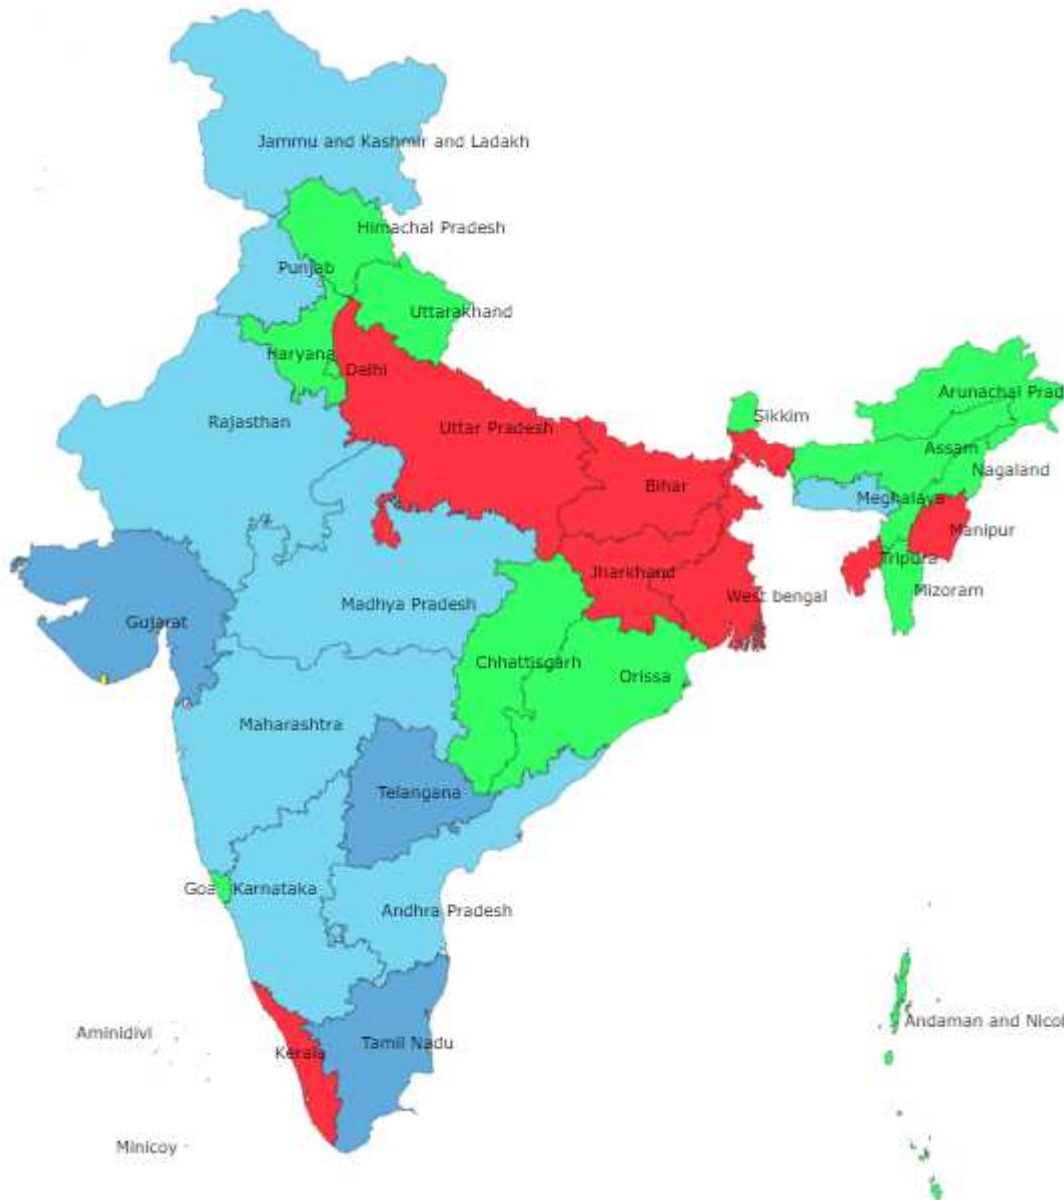 Jammu and Kashmir and Ladakh
Himachal Pradesh
Punjab
Uttarakhand
Haryana
Delhi
Arunachal Prad
Rajasthan
Sikkim
Uttar Pradesh
Assam
Nagaland
Bihar
Meghalaya
Manipur
Tripura
Jharkhand
Mizoram
West bengal
Madhya Pradesh
Gujarat
Chhattisgarh
Orissa
Maharashtra
Telangana
Goa
Karnataka
Andhra Pradesh
Andaman and Nicol
Aminidivi
Tamil Nadu
Kerala
Minicoy